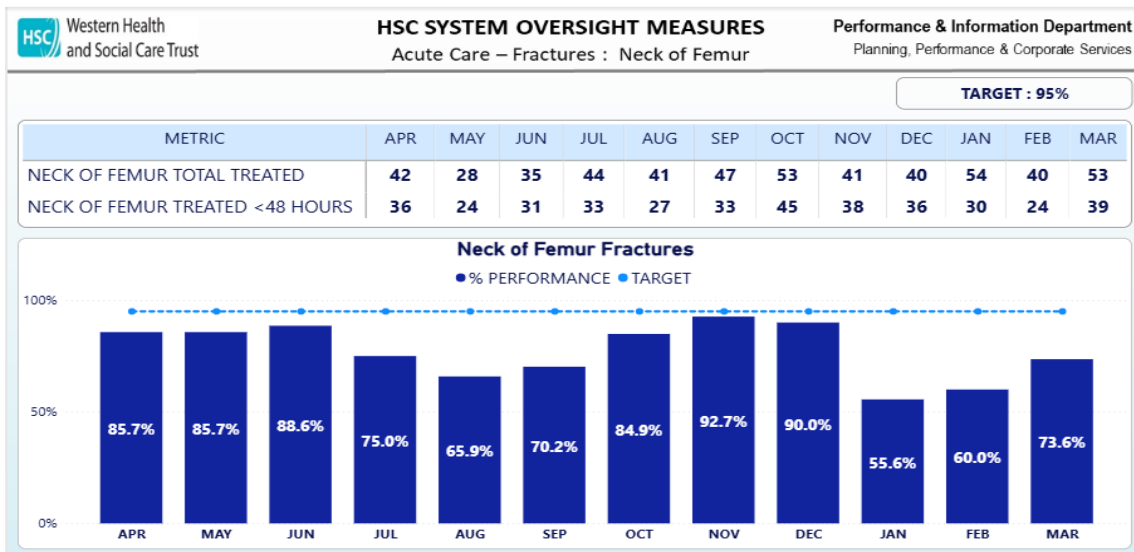 HSC Western Health and Social Care Trust
HSC SYSTEM OVERSIGHT MEASURES
Acute Care – Fractures : Neck of Femur
Performance & Information Department
Planning, Performance & Corporate Services
TARGET : 95%
METRIC APR MAY JUN JUL AUG SEP OCT NOV DEC JAN FEB MAR
NECK OF FEMUR TOTAL TREATED 42 28 35 44 41 47 53 41 40 54 40 53
NECK OF FEMUR TREATED <48 HOURS 36 24 31 33 27 33 45 38 36 30 24 39
Neck of Femur Fractures
% PERFORMANCE TARGET
100%
50%
0%
85.7% 85.7% 88.6% 75.0% 65.9% 70.2% 84.9% 92.7% 90.0% 55.6% 60.0% 73.6%
APR MAY JUN JUL AUG SEP OCT NOV DEC JAN FEB MAR